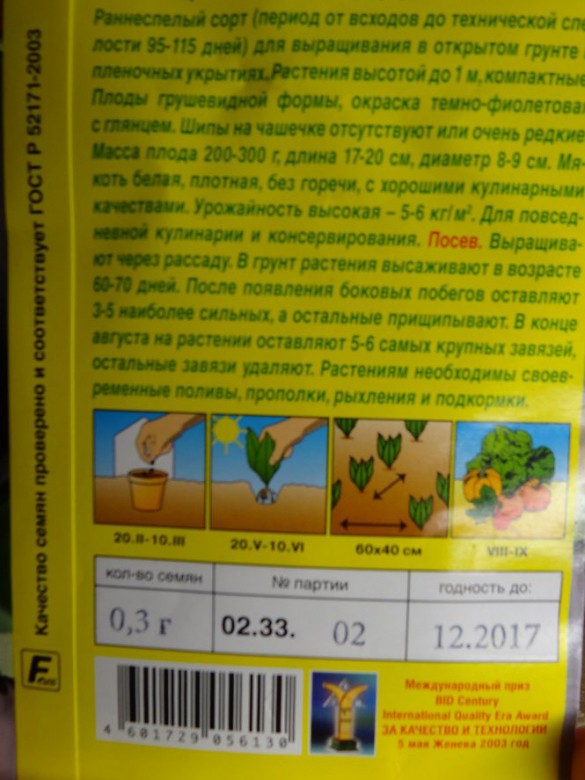 Раннеспелый сорт (период от всходов до технической спе-
лости 95-115 дней) для выращивания в открытом грунте
пленочных укрытиях. Растения высотой до 1 м, компактные
Плоды грушевидной формы, окраска темно-фиолетовая
с глянцем. Шипы на чашечке отсутствуют или очень редкие
Масса плода 200-300 г, длина 17-20 см, диаметр 8-9 см. Мя-
коть белая, плотная, без горечи, с хорошими кулинарными
качествами. Урожайность высокая – 5-6 кг/м². Для повсед-
невной кулинарии и консервирования. Посев. Выращива-
ют через рассаду. В грунт растения высаживают в возрасте
60-70 дней. После появления боковых побегов оставляют
3-5 наиболее сильных, а остальные прищипывают. В конце
августа на растении оставляют 5-6 самых крупных завязей,
остальные завязи удаляют. Растениям необходимы своев-
ременные поливы, прополки, рыхления и подкормки.
20.II-10.III
20.V-10.VI
60х40 см
VIII-IX
кол-во семян
№ партии
годность до:
0,3 г
02.33. 02
12.2017
4 601729 056130
Международный приз
BID Century
International Quality Era Award
ЗА КАЧЕСТВО И ТЕХНОЛОГИИ
5 мая Женева 2003 год
Качество семян проверено и соответствует ГОСТ Р 52171-2003